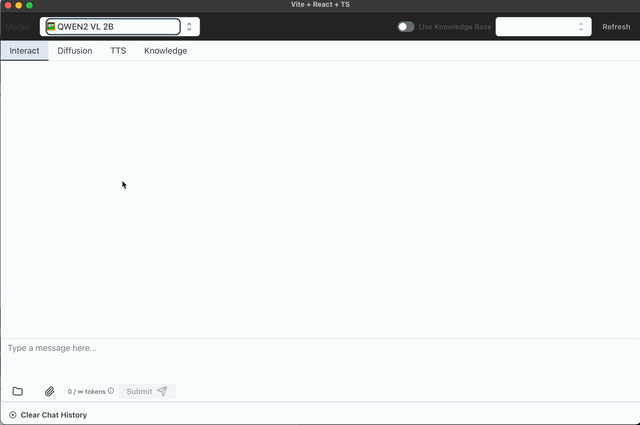 Vite + React + TS
Model: QWEN2 VL 2B Use Knowledge Base Refresh
Interact Diffusion TTS Knowledge
Type a message here...
0 / ∞ tokens Submit
Clear Chat History